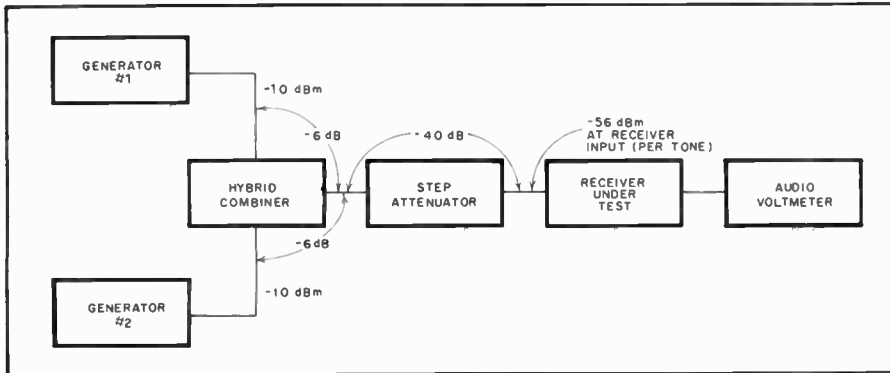 GENERATOR
#1
-10 dBm
-6 dB
-40 dB
-56 dBm
AT RECEIVER
INPUT (PER TONE)
HYBRID
COMBINER
STEP
ATTENUATOR
RECEIVER
UNDER
TEST
AUDIO
VOLTMETER
-6 dB
-10 dBm
GENERATOR
#2